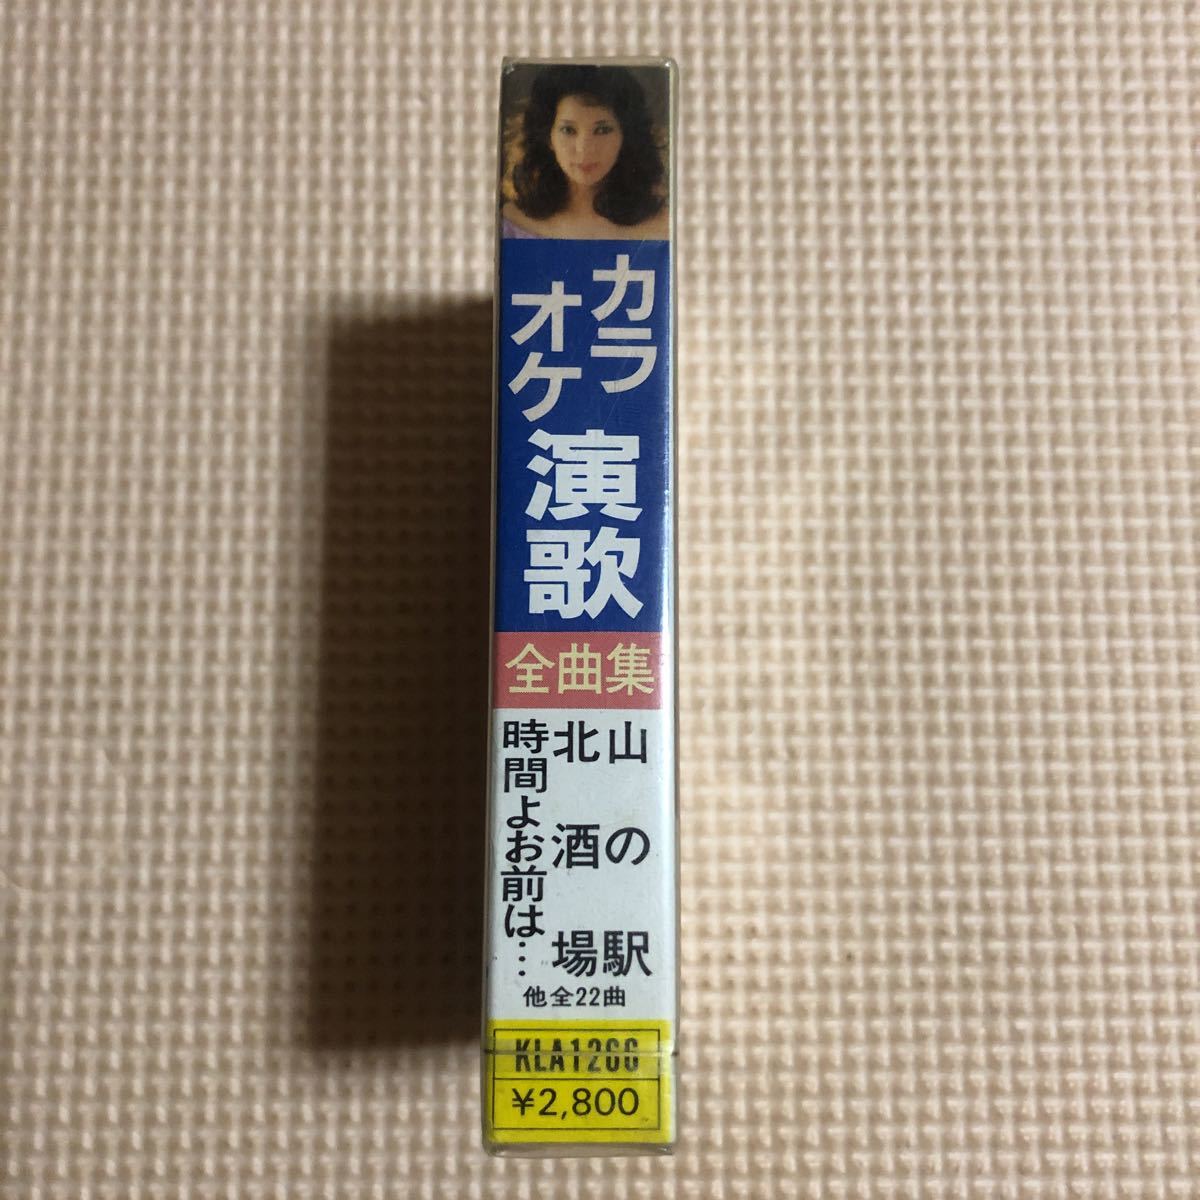 カラ
オケ
演歌
全曲集
山の駅
北酒場
時間よお前は…
他全22曲
KLA1266
¥2,800